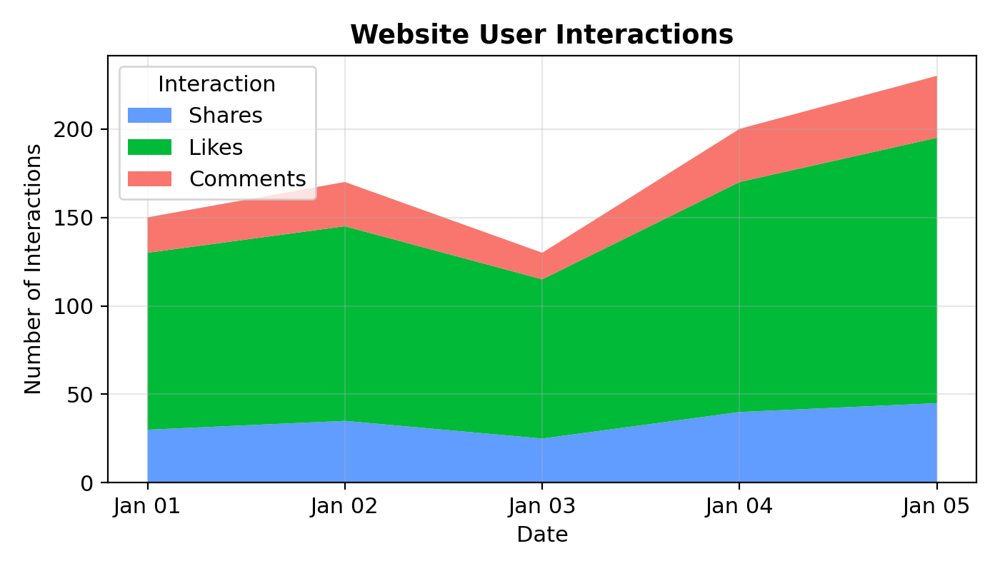 Website User Interactions
Interaction
Shares
Likes
Comments
Number of Interactions
200
150
100
50
0
Jan 01 Jan 02 Jan 03 Jan 04 Jan 05
Date